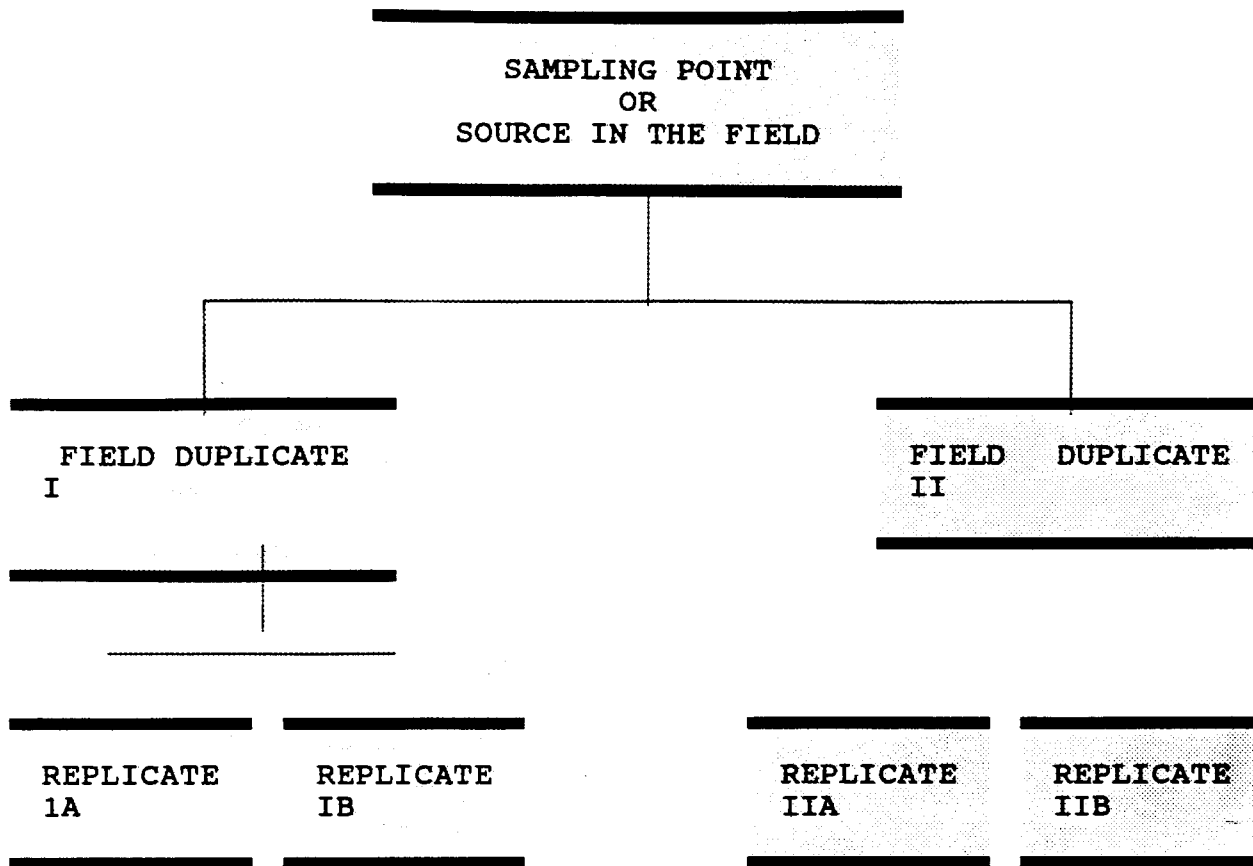 SAMPLING POINT
OR
SOURCE IN THE FIELD
FIELD DUPLICATE
I
FIELD DUPLICATE
II
REPLICATE
1A
REPLICATE
IB
REPLICATE
IIA
REPLICATE
IIB